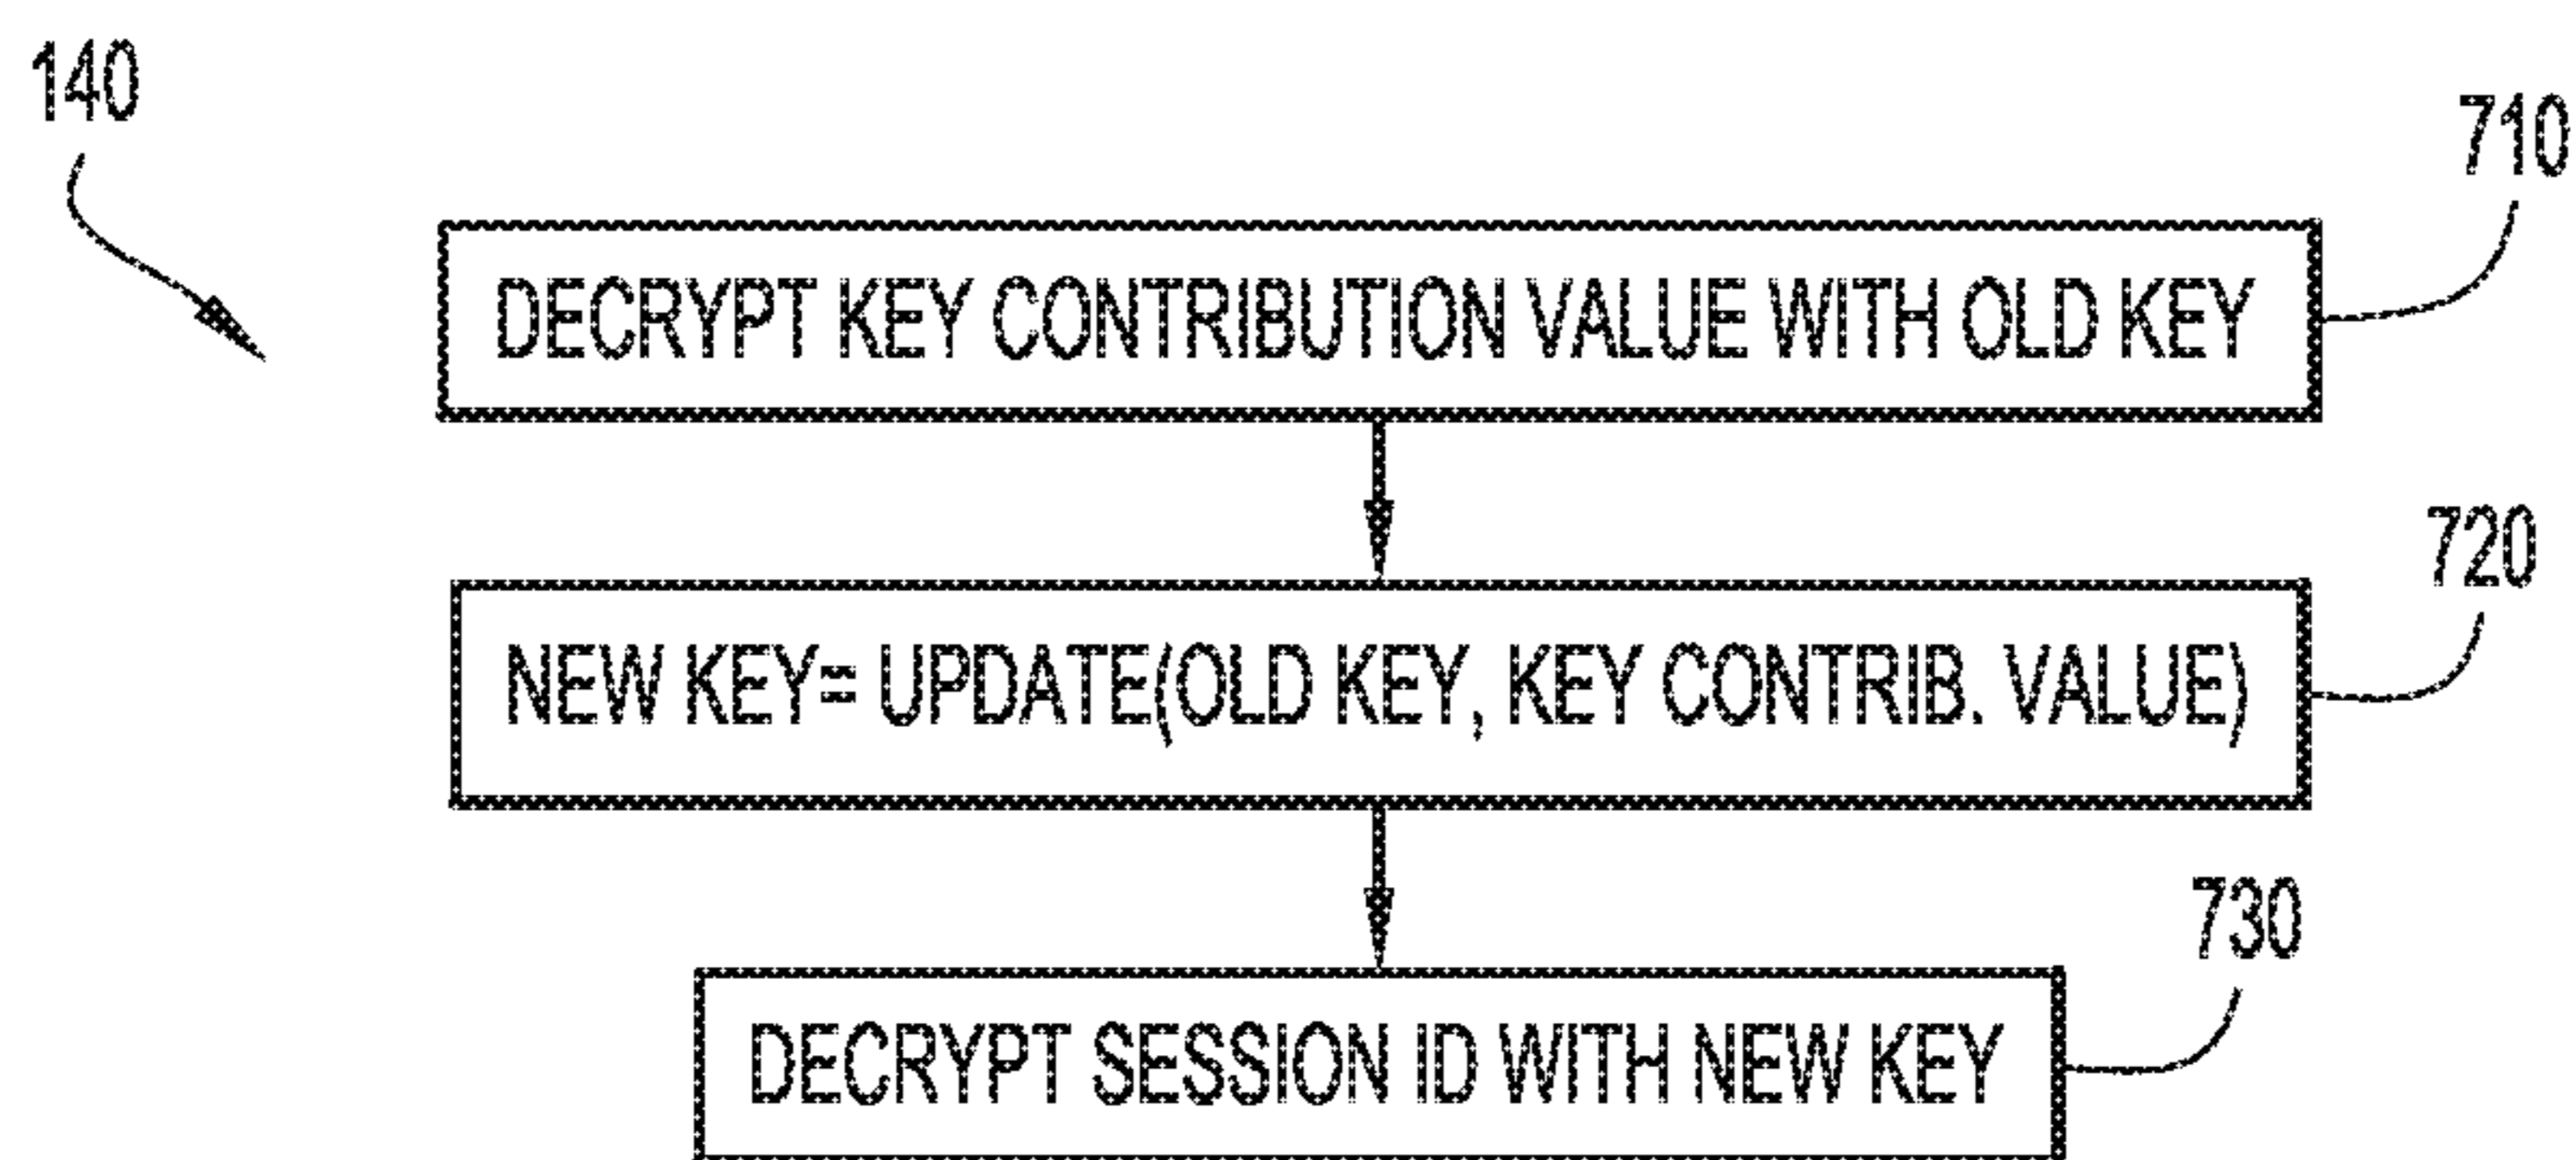 140
710
DECRYPT KEY CONTRIBUTION VALUE WITH OLD KEY
720
NEW KEY= UPDATE(OLD KEY, KEY CONTRIB. VALUE)
730
DECRYPT SESSION ID WITH NEW KEY